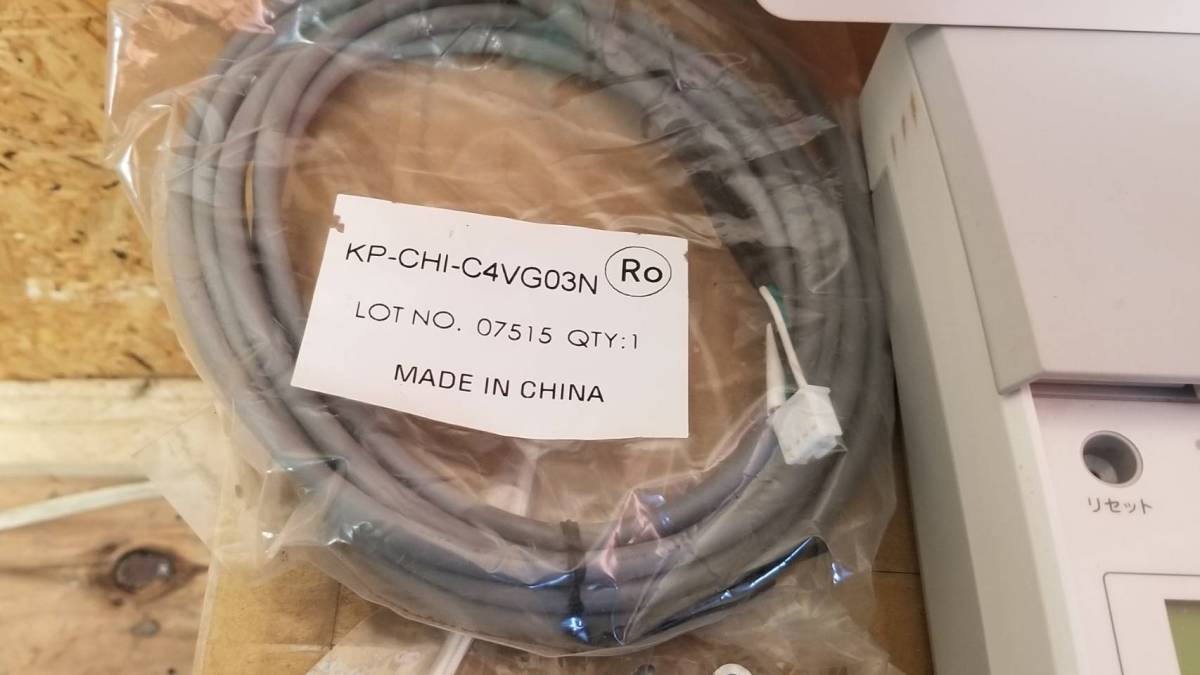 KP-CHI-C4VG03N Ro
LOT NO. 07515 QTY:1
MADE IN CHINA
リセット